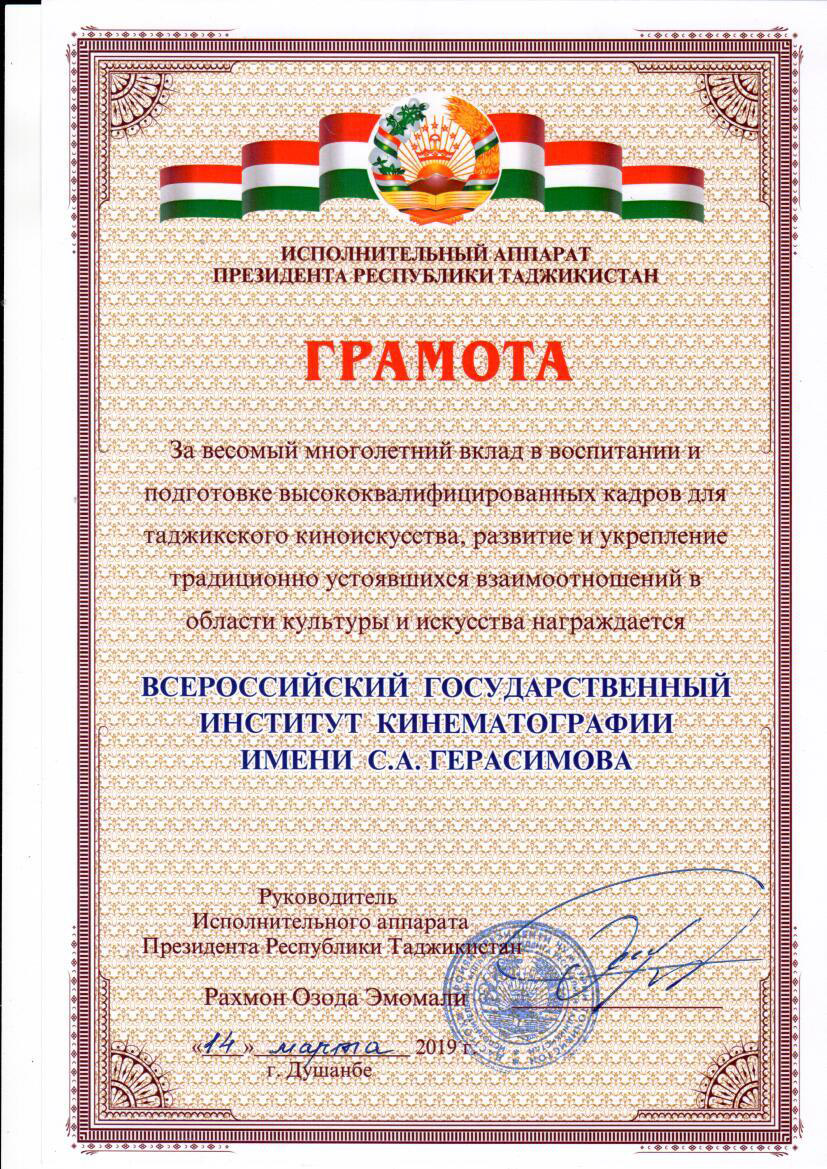 ИСПОЛНИТЕЛЬНЫЙ АППАРАТ
ПРЕЗИДЕНТА РЕСПУБЛИКИ ТАДЖИКИСТАН
ГРАМОТА
За весомый многолетний вклад в воспитании и
подготовке высококвалифицированных кадров для
таджикского киноискусства, развитие и укрепление
традиционно устоявшихся взаимоотношений в
области культуры и искусства награждается
ВСЕРОССИЙСКИЙ ГОСУДАРСТВЕННЫЙ
ИНСТИТУТ КИНЕМАТОГРАФИИ
ИМЕНИ С.А. ГЕРАСИМОВА
Руководитель
Исполнительного аппарата
Президента Республики Таджикистан
Рахмон Озода Эмомали
«14» марта 2019 г.
г. Душанбе